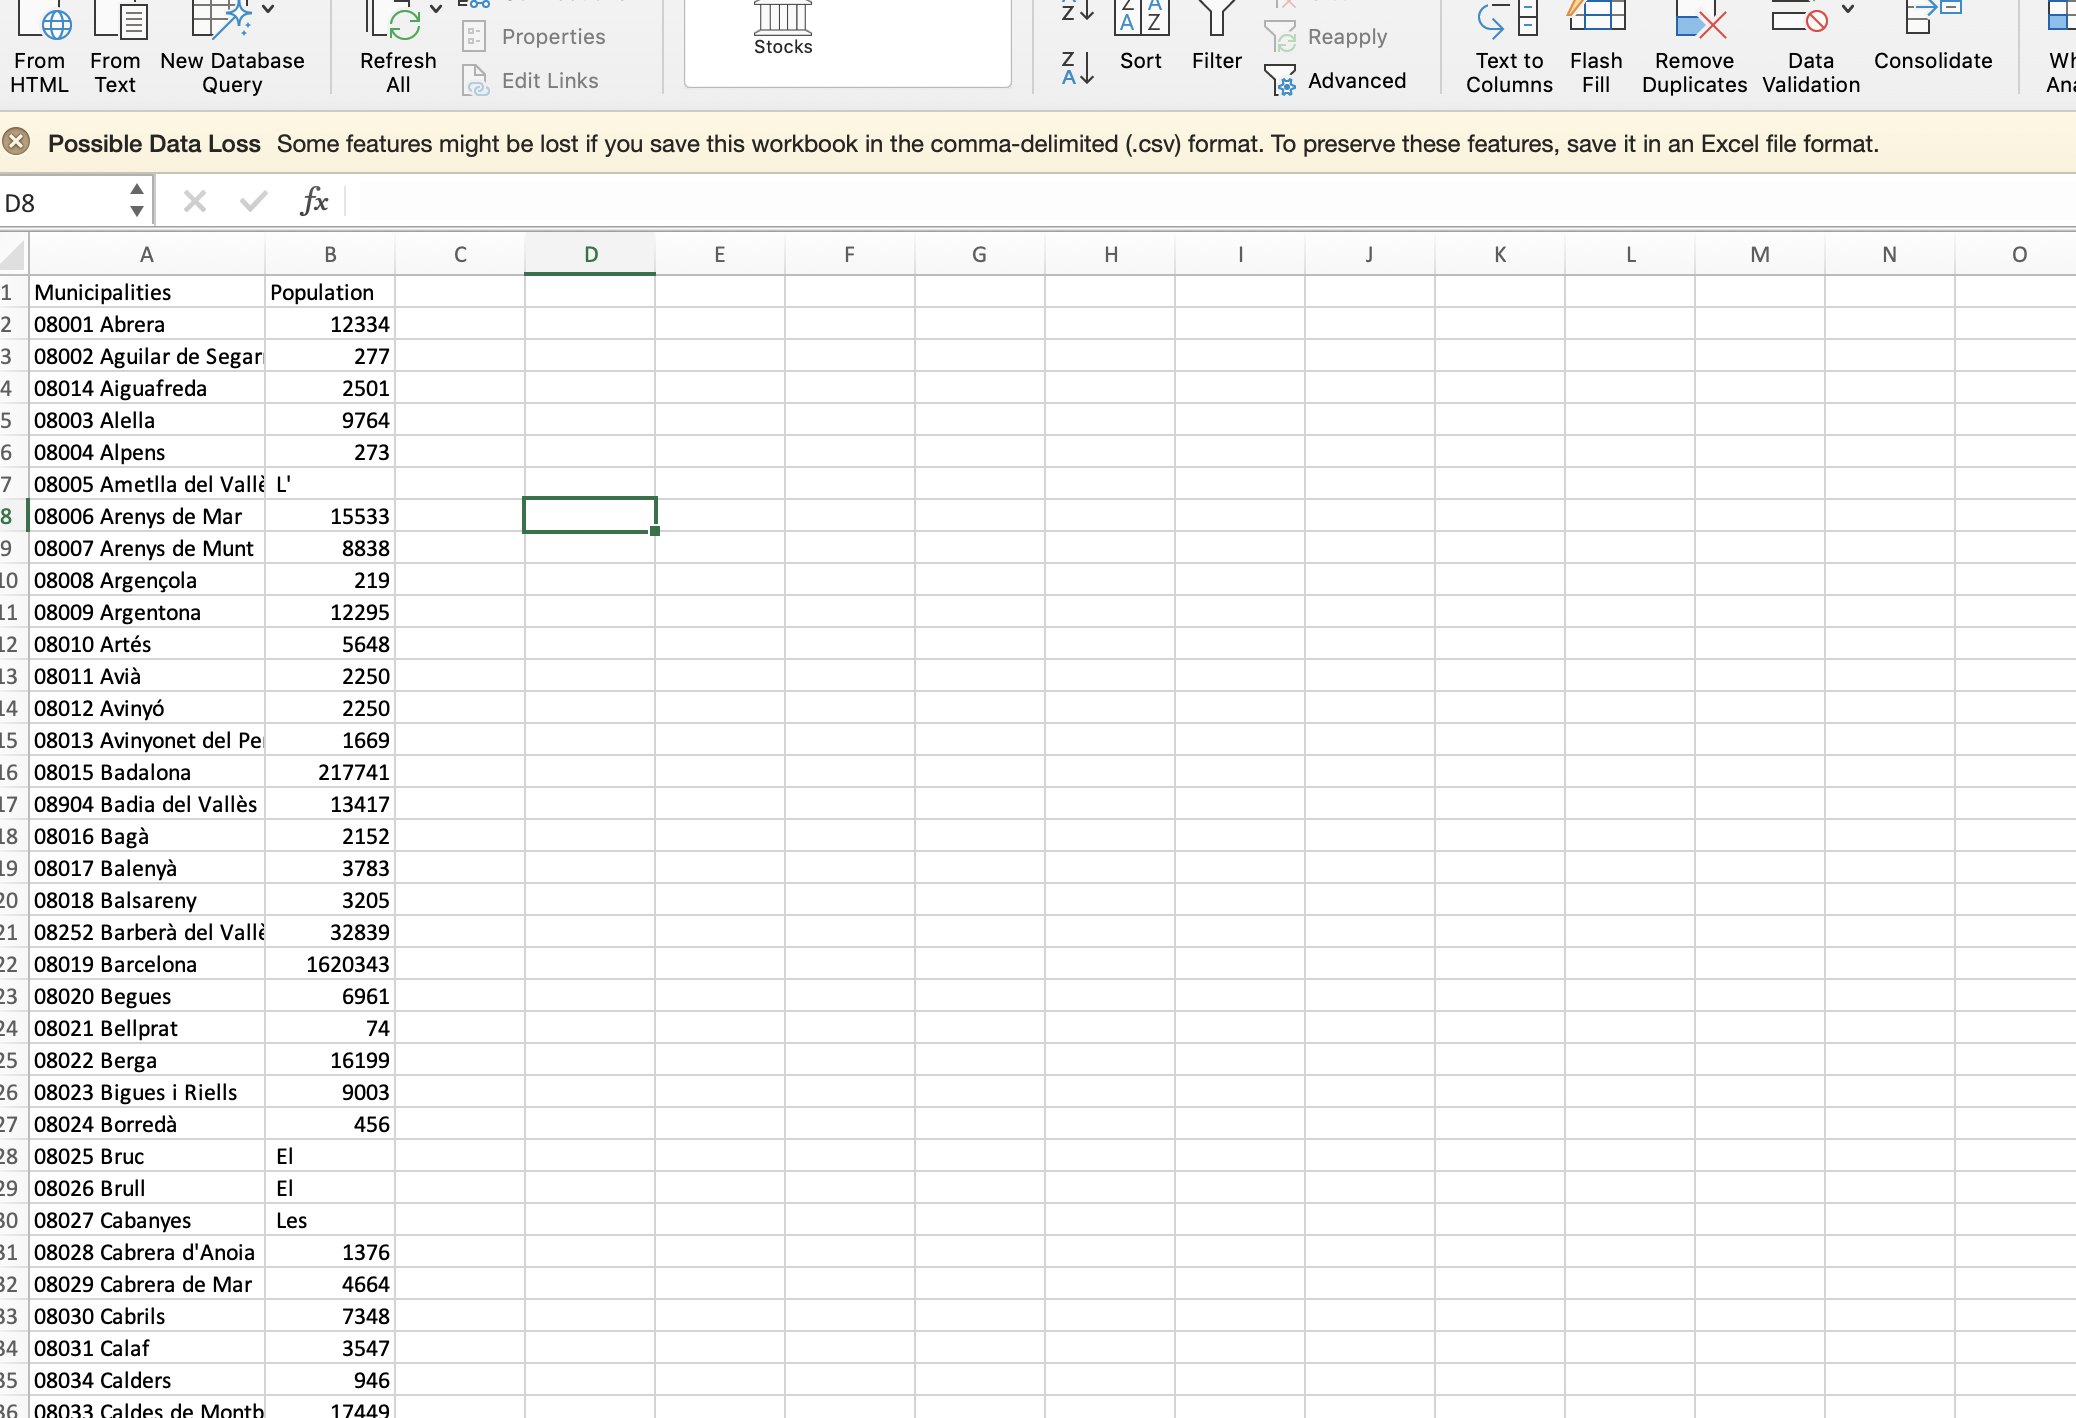 From HTML
From Text
New Database Query
Refresh All
Properties
Edit Links
Stocks
Sort
Filter
Reapply
Advanced
Text to Columns
Flash Fill
Remove Duplicates
Data Validation
Consolidate
Possible Data Loss Some features might be lost if you save this workbook in the comma-delimited (.csv) format. To preserve these features, save it in an Excel file format.
D8 fx
A B C D E F G H I J K L M N O
1 Municipalities Population
2 08001 Abrera 12334
3 08002 Aguilar de Segar 277
4 08014 Aiguafreda 2501
5 08003 Alella 9764
6 08004 Alpens 273
7 08005 Ametlla del Vallè L'
8 08006 Arenys de Mar 15533
9 08007 Arenys de Munt 8838
10 08008 Argençola 219
11 08009 Argentona 12295
12 08010 Artés 5648
13 08011 Avià 2250
14 08012 Avinyó 2250
15 08013 Avinyonet del Pe 1669
16 08015 Badalona 217741
17 08904 Badia del Vallès 13417
18 08016 Bagà 2152
19 08017 Balenyà 3783
20 08018 Balsareny 3205
21 08252 Barberà del Vallè 32839
22 08019 Barcelona 1620343
23 08020 Begues 6961
24 08021 Bellprat 74
25 08022 Berga 16199
26 08023 Bigues i Riells 9003
27 08024 Borredà 456
28 08025 Bruc El
29 08026 Brull El
30 08027 Cabanyes Les
31 08028 Cabrera d'Anoia 1376
32 08029 Cabrera de Mar 4664
33 08030 Cabrils 7348
34 08031 Calaf 3547
35 08034 Calders 946
36 08033 Caldes de Montb 17449